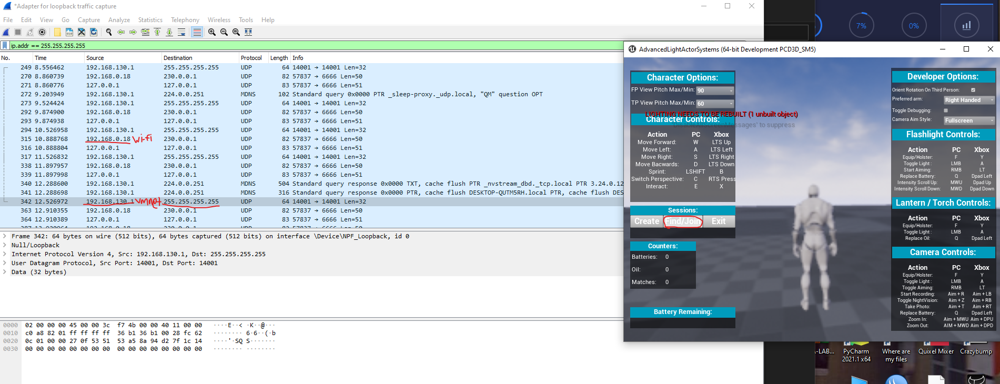 *Adapter for loopback traffic capture
File Edit View Go Capture Analyze Statistics Telephony Wireless Tools Help
ip.addr == 255.255.255.255
No. Time Source Destination Protocol Length Info
249 8.556462 192.168.130.1 255.255.255.255 UDP 64 14001 → 14001 Len=32
270 8.860739 192.168.0.18 230.0.0.1 UDP 82 57837 → 6666 Len=50
271 8.860776 127.0.0.1 127.0.0.1 UDP 83 57837 → 6666 Len=51
272 9.203949 192.168.130.1 224.0.0.251 MDNS 102 Standard query 0x0000 PTR _sleep-proxy._udp.local, "QM" question OPT
273 9.524424 192.168.130.1 255.255.255.255 UDP 64 14001 → 14001 Len=32
292 9.874900 192.168.0.18 230.0.0.1 UDP 82 57837 → 6666 Len=50
293 9.874938 127.0.0.1 127.0.0.1 UDP 83 57837 → 6666 Len=51
294 10.526958 192.168.130.1 255.255.255.255 UDP 64 14001 → 14001 Len=32
315 10.888768 192.168.0.18 230.0.0.1 UDP 82 57837 → 6666 Len=50
Wi-fi
316 10.888804 127.0.0.1 127.0.0.1 UDP 83 57837 → 6666 Len=51
317 11.526832 192.168.130.1 255.255.255.255 UDP 64 14001 → 14001 Len=32
338 11.897957 192.168.0.18 230.0.0.1 UDP 82 57837 → 6666 Len=50
339 11.897998 127.0.0.1 127.0.0.1 UDP 83 57837 → 6666 Len=51
340 12.288600 192.168.130.1 224.0.0.251 MDNS 504 Standard query response 0x0000 TXT, cache flush PTR _nvstream_dbd._tcp.local PTR 3.24.0.12
341 12.288698 192.168.130.1 224.0.0.251 MDNS 316 Standard query response 0x0000 PTR, cache flush DESKTOP-QUTM5RH.local PTR, cache flush DES
342 12.526972 192.168.130.1 255.255.255.255 UDP 64 14001 → 14001 Len=32
vmnet
363 12.910355 192.168.0.18 230.0.0.1 UDP 82 57837 → 6666 Len=50
364 12.910389 127.0.0.1 127.0.0.1 UDP 83 57837 → 6666 Len=51
Frame 342: 64 bytes on wire (512 bits), 64 bytes captured (512 bits) on interface \Device\NPF_Loopback, id 0
Null/Loopback
Internet Protocol Version 4, Src: 192.168.130.1, Dst: 255.255.255.255
User Datagram Protocol, Src Port: 14001, Dst Port: 14001
Data (32 bytes)
0000 02 00 00 00 45 00 00 3c f7 4b 00 00 40 11 00 00 ····E··< ·K··@···
0010 c0 a8 82 01 ff ff ff ff 36 b1 36 b1 00 28 fc 62 ········ 6·6··(·b
0020 0c 01 00 00 27 0f 53 51 53 a5 8a 94 d2 7f 1c 14 ····'·SQ S·······
0030 00 00 00 00 00 00 00 00 00 00 00 00 00 00 00 00 ········ ········
7% 0%
AdvancedLightActorSystems (64-bit Development PCD3D_SM5)
Character Options:
FP View Pitch Max/Min: 90
TP View Pitch Max/Min: 60
LIGHTING NEEDS TO BE REBUILT (1 unbuilt object)
'DisableAllScreenMessages' to suppress
Character Controls:
Action PC Xbox
Move Forward: W LTS Up
Move Left: A LTS Left
Move Right: S LTS Right
Move Bacwards: D LTS Down
Sprint: LSHIFT B
Switch Perspective: C RTS Press
Interact: E X
Sessions:
Create Find/Join Exit
Counters:
Batteries: 0
Oil: 0
Matches: 0
Battery Remaining:
Developer Options:
Orient Rotation On Third Person:
Preferred arm: Right Handed
Toggle Debugging:
Camera Aim Style: Fullscreen
Flashlight Controls:
Action PC Xbox
Equip/Holster: F Y
Toggle Light : LMB A
Start Aiming: RMB LT
Replace Battery: Q Dpad Left
Intensity Scroll Up: MWU Dpad Up
Intensity Scroll Down: MWD Dpad Down
Lantern / Torch Controls:
Action PC Xbox
Equip/Holster: F Y
Toggle Light : LMB A
Replace Oil: Q Dpad Left
Camera Controls:
Action PC Xbox
Equip/Holster: F Y
Toggle Light : LMB A
Toggle Aiming: RMB LT
Start Recording: Aim + R Aim + LB
Toggle NightVision: Aim + Z Aim + RB
Take Photo: Aim + T Aim + RT
Replace Battery: Q Dpad Left
Zoom In: Aim + MWU Aim + DPU
Zoom Out: AIM + MWD Aim + DPD
A-LAB... PyCharm Where are Quixel Mixer Crazybump
2021.1 x64 my files